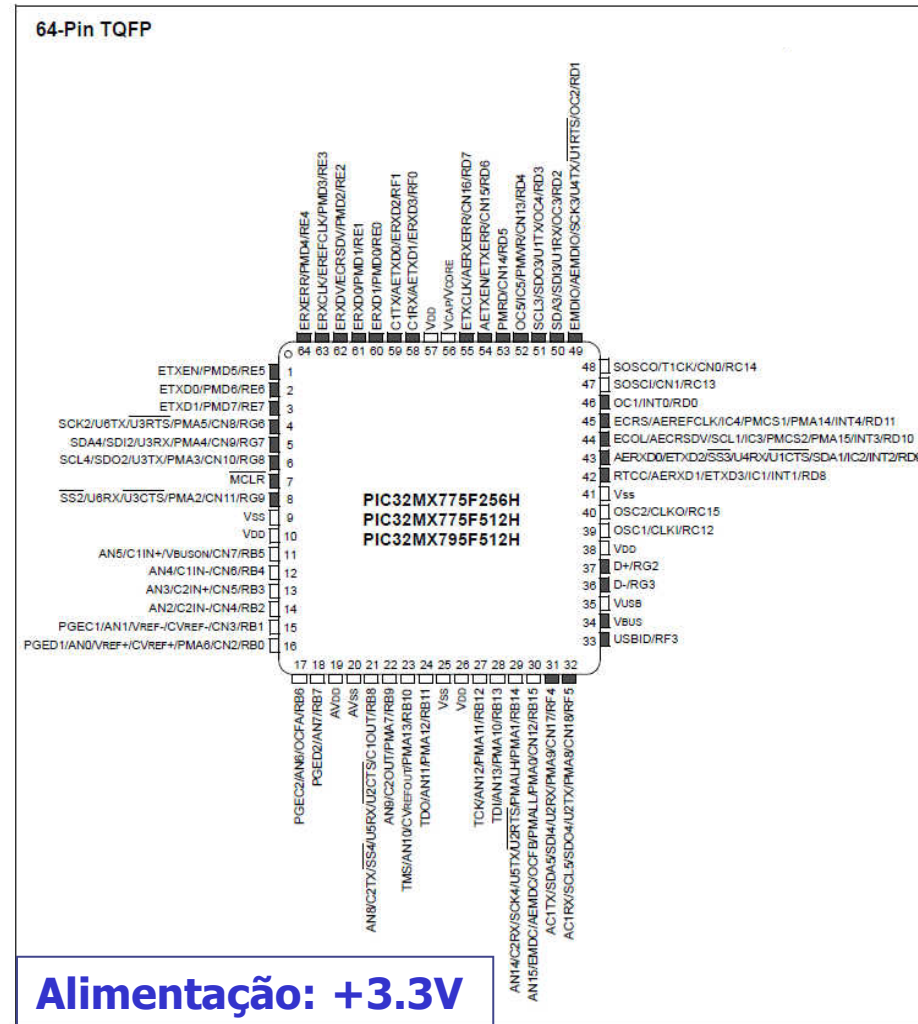 64-Pin TQFP
ERXERR/PMD4/RE4
ERXCLK/EREFCLK/PMD3/RE3
ERXDV/ECRSDV/PMD2/RE2
ERXD0/PMD1/RE1
ERXD1/PMD0/RE0
C1TX/AETXD0/ERXD2/RF1
C1RX/AETXD1/ERXD3/RF0
VDD
VCAP/VCORE
ETXCLK/AERXERR/CN16/RD7
AETXEN/ETXERR/CN15/RD6
PMRD/CN14/RD5
OC5/IC5/PMWR/CN13/RD4
SCL3/SDO3/U1TX/OC4/RD3
SDA3/SDI3/U1RX/OC3/RD2
EMDIO/AEMDIO/SCK3/U4TX/U1RTS/OC2/RD1
64 63 62 61 60 59 58 57 56 55 54 53 52 51 50 49
ETXEN/PMD5/RE5 1
ETXD0/PMD6/RE6 2
ETXD1/PMD7/RE7 3
SCK2/U6TX/U3RTS/PMA5/CN8/RG6 4
SDA4/SDI2/U3RX/PMA4/CN9/RG7 5
SCL4/SDO2/U3TX/PMA3/CN10/RG8 6
MCLR 7
SS2/U6RX/U3CTS/PMA2/CN11/RG9 8
VSS 9
VDD 10
AN5/C1IN+/VBUSON/CN7/RB5 11
AN4/C1IN-/CN6/RB4 12
AN3/C2IN+/CN5/RB3 13
AN2/C2IN-/CN4/RB2 14
PGEC1/AN1/VREF-/CVREF-/CN3/RB1 15
PGED1/AN0/VREF+/CVREF+/PMA6/CN2/RB0 16
PIC32MX775F256H
PIC32MX775F512H
PIC32MX795F512H
48 SOSCO/T1CK/CN0/RC14
47 SOSCI/CN1/RC13
46 OC1/INT0/RD0
45 ECRS/AEREFCLK/IC4/PMCS1/PMA14/INT4/RD11
44 ECOL/AECRSDV/SCL1/IC3/PMCS2/PMA15/INT3/RD10
43 AERXD0/ETXD2/SS3/U4RX/U1CTS/SDA1/IC2/INT2/RD9
42 RTCC/AERXD1/ETXD3/IC1/INT1/RD8
41 Vss
40 OSC2/CLKO/RC15
39 OSC1/CLKI/RC12
38 VDD
37 D+/RG2
36 D-/RG3
35 VUSB
34 VBUS
33 USBID/RF3
17 18 19 20 21 22 23 24 25 26 27 28 29 30 31 32
PGEC2/AN6/OCFA/RB6
PGED2/AN7/RB7
AVDD
AVSS
AN8/C2TX/SS4/U5RX/U2CTS/C1OUT/RB8
AN9/C2OUT/PMA7/RB9
TMS/AN10/CVREFOUT/PMA13/RB10
TDO/AN11/PMA12/RB11
VSS
VDD
TCK/AN12/PMA11/RB12
TDI/AN13/PMA10/RB13
AN14/C2RX/SCK4/U5TX/U2RTS/PMALH/PMA1/RB14
AN15/EMDC/AEMDC/OCFB/PMALL/PMA0/CN12/RB15
AC1TX/SDA5/SDI4/U2RX/PMA9/CN17/RF4
AC1RX/SCL5/SDO4/U2TX/PMA8/CN18/RF5
Alimentação: +3.3V